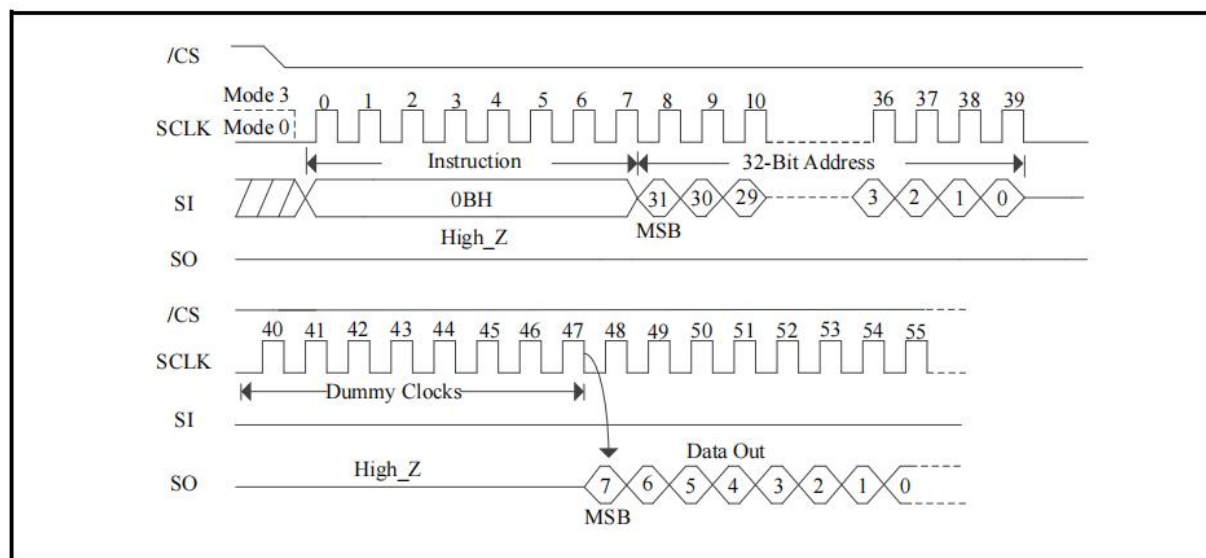 /CS
Mode 3
SCLK
Mode 0
0 1 2 3 4 5 6 7 8 9 10 36 37 38 39
Instruction 32-Bit Address
SI 0BH 31 30 29 3 2 1 0
High_Z MSB
SO
/CS
40 41 42 43 44 45 46 47 48 49 50 51 52 53 54 55
SCLK
Dummy Clocks
SI
High_Z Data Out
SO 7 6 5 4 3 2 1 0
MSB